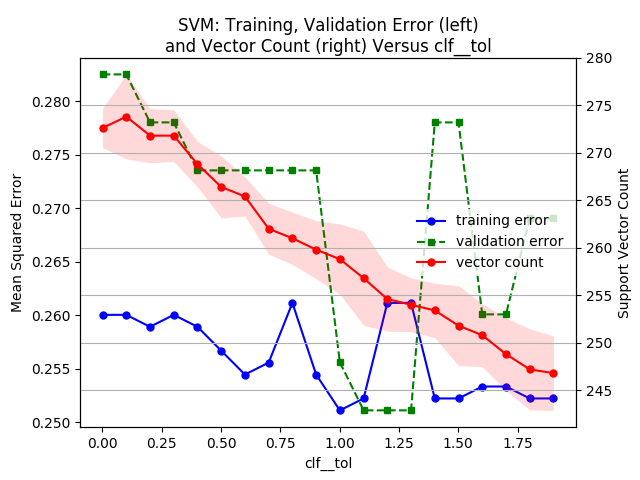 SVM: Training, Validation Error (left)
and Vector Count (right) Versus clf__tol
0.280
0.275
0.270
0.265
0.260
0.255
0.250
Mean Squared Error
280
275
270
265
260
255
250
245
Support Vector Count
training error
validation error
vector count
0.00 0.25 0.50 0.75 1.00 1.25 1.50 1.75
clf__tol